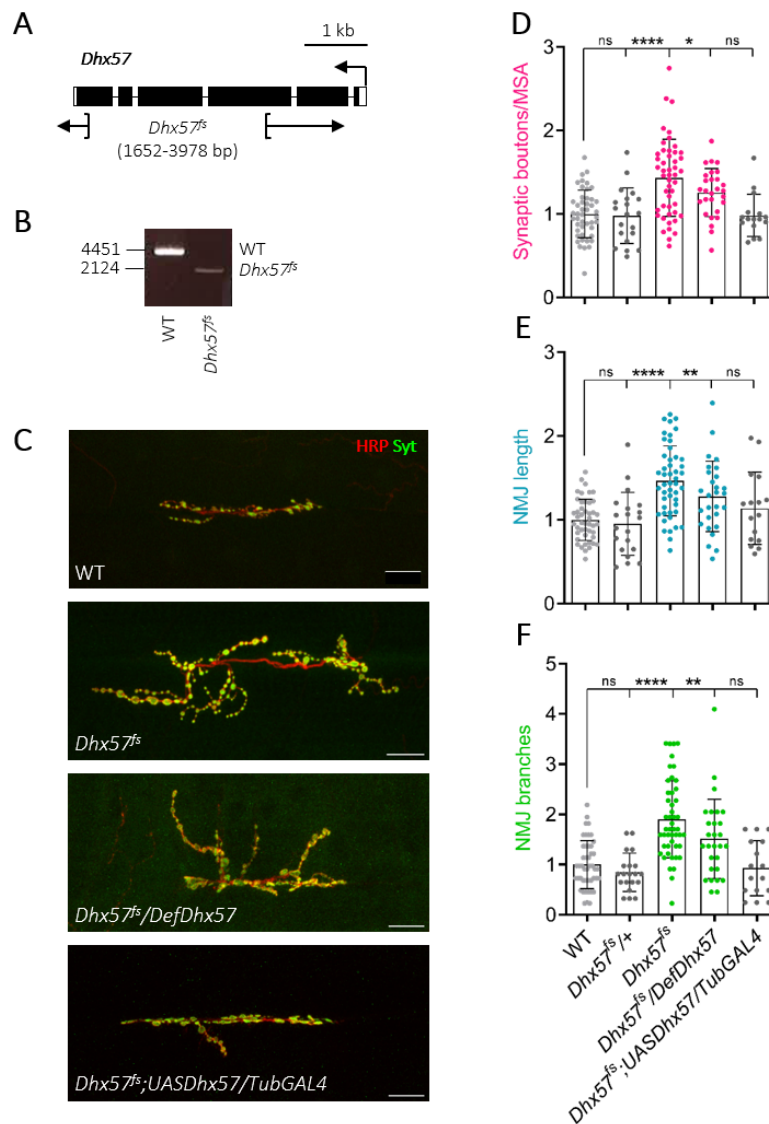 A
1 kb
Dhx57
Dhx57fs
(1652-3978 bp)
B
4451
2124
WT
Dhx57fs
WT
Dhx57fs
C
HRP Syt
WT
Dhx57fs
Dhx57fs/DefDhx57
Dhx57fs;UASDhx57/TubGAL4
D
ns **** * ns
Synaptic boutons/MSA
3
2
1
0
E
ns **** ** ns
NMJ length
3
2
1
0
F
ns **** ** ns
NMJ branches
5
4
3
2
1
0
WT
Dhx57fs/+
Dhx57fs
Dhx57fs/DefDhx57
Dhx57fs;UASDhx57/TubGAL4